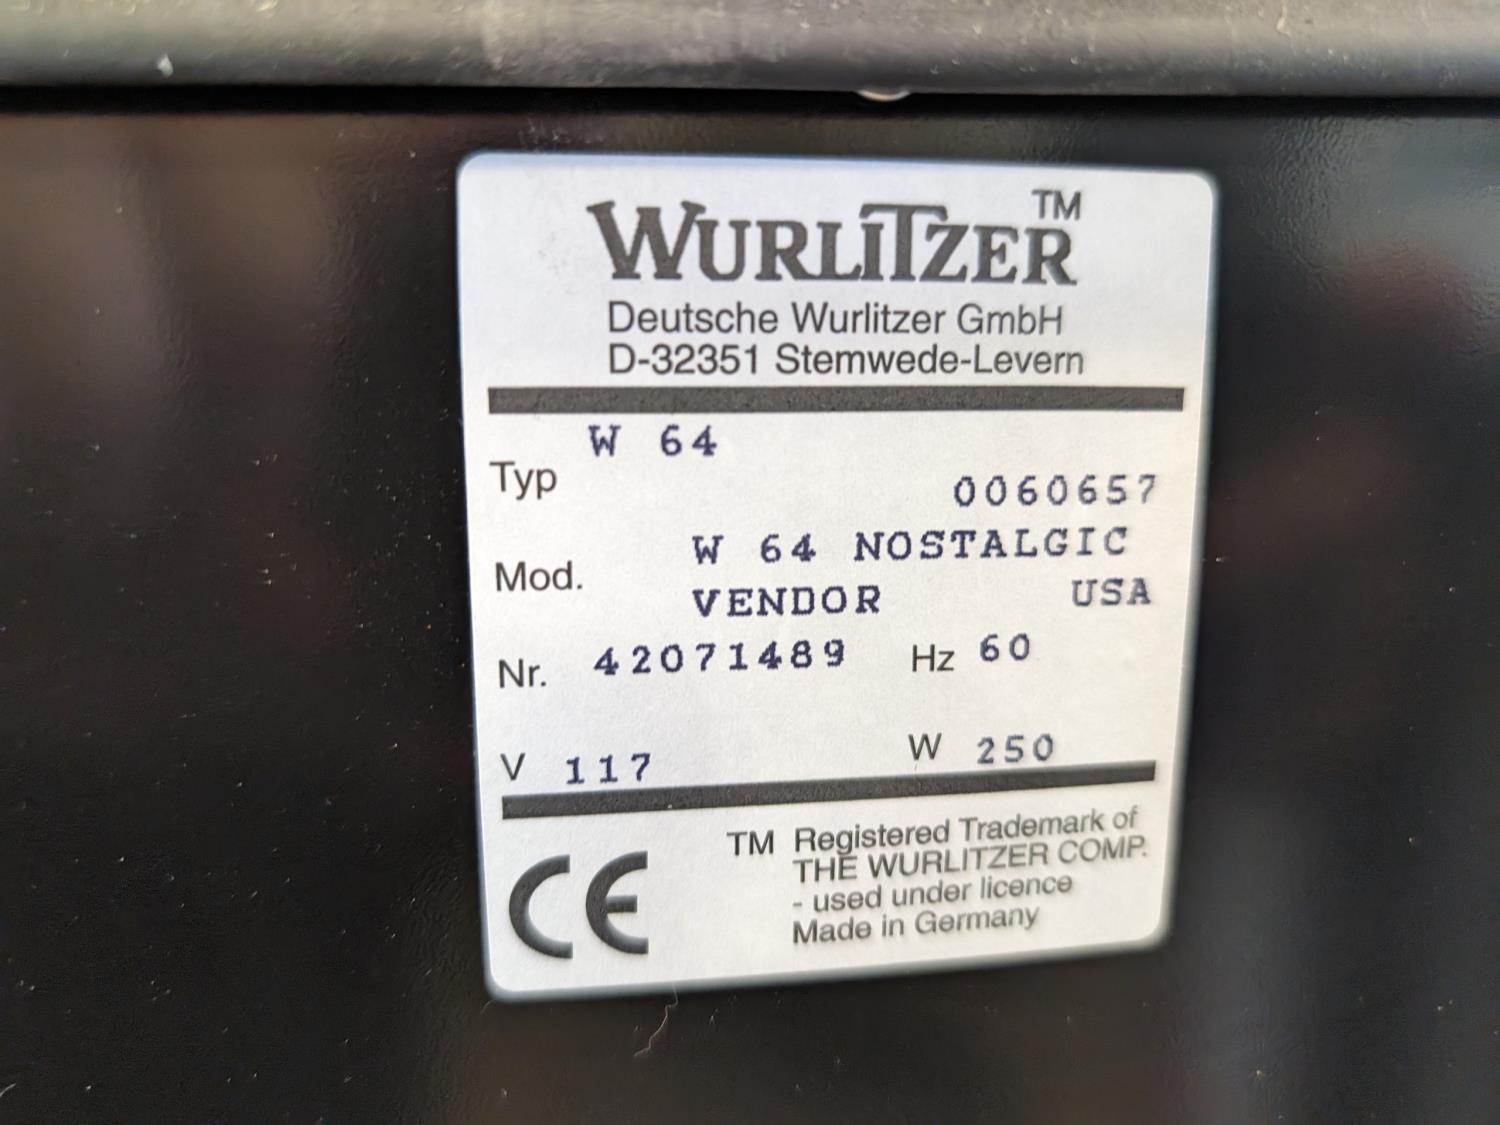 WURLITZER™
Deutsche Wurlitzer GmbH
D-32351 Stemwede-Levern
Typ W 64
0060657
Mod. W 64 NOSTALGIC
VENDOR USA
Nr. 42071489 Hz 60
V 117 W 250
CE TM Registered Trademark of
THE WURLITZER COMP.
- used under licence
Made in Germany